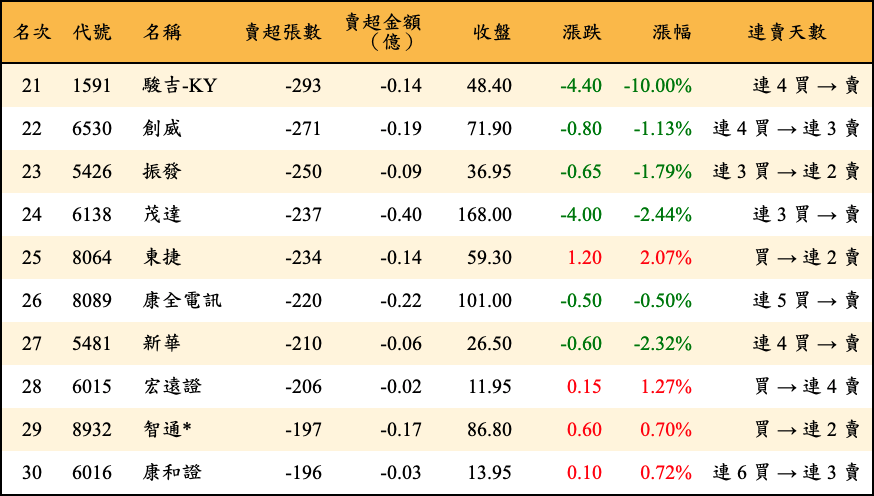 名次 代號 名稱 賣超張數 賣超金額（億） 收盤 漲跌 漲幅 連賣天數
21 1591 駿吉-KY -293 -0.14 48.40 -4.40 -10.00% 連 4 買 → 賣
22 6530 創威 -271 -0.19 71.90 -0.80 -1.13% 連 4 買 → 連 3 賣
23 5426 振發 -250 -0.09 36.95 -0.65 -1.79% 連 3 買 → 連 2 賣
24 6138 茂達 -237 -0.40 168.00 -4.00 -2.44% 連 3 買 → 賣
25 8064 東捷 -234 -0.14 59.30 1.20 2.07% 買 → 連 2 賣
26 8089 康全電訊 -220 -0.22 101.00 -0.50 -0.50% 連 5 買 → 賣
27 5481 新華 -210 -0.06 26.50 -0.60 -2.32% 連 4 買 → 賣
28 6015 宏遠證 -206 -0.02 11.95 0.15 1.27% 買 → 連 4 賣
29 8932 智通* -197 -0.17 86.80 0.60 0.70% 買 → 連 2 賣
30 6016 康和證 -196 -0.03 13.95 0.10 0.72% 連 6 買 → 連 3 賣